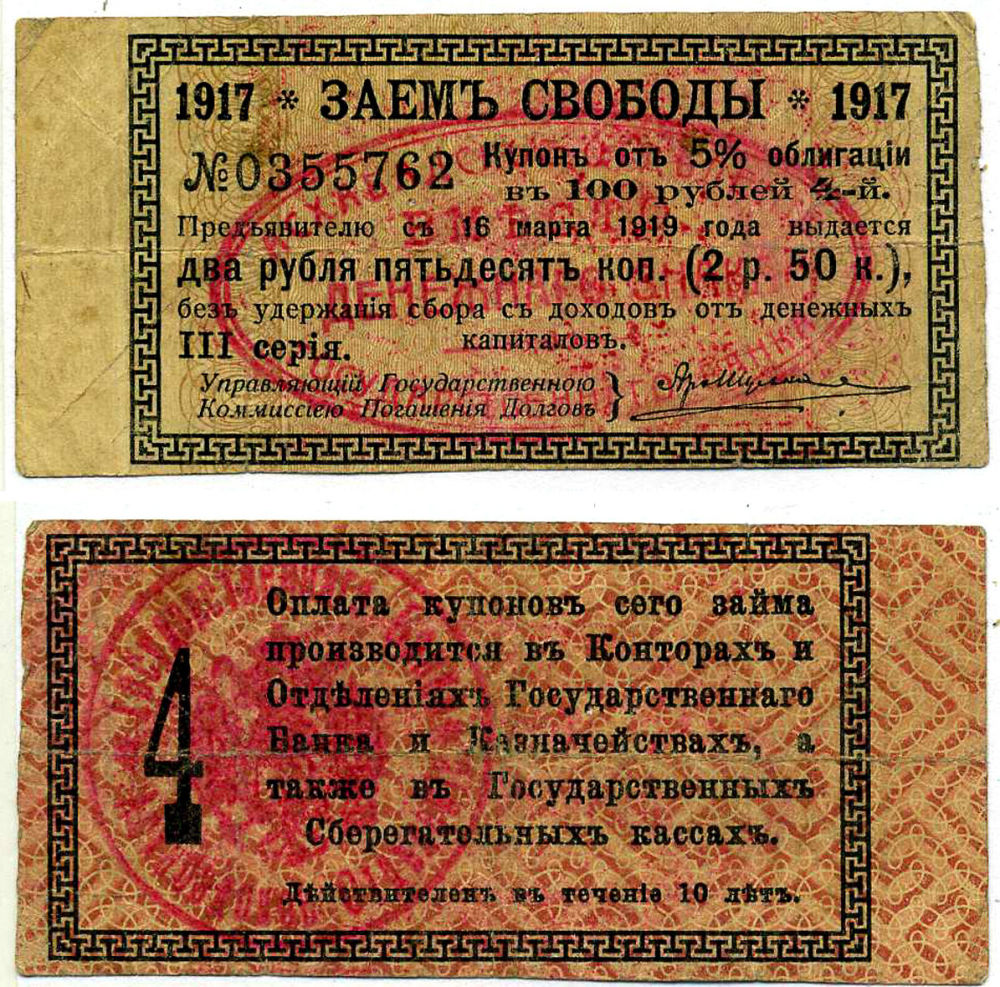 1917 * ЗАЕМЪ СВОБОДЫ * 1917
№0355762
Купонъ отъ 5% облигаціи
въ 100 рублей 4-й.
Предъявителю съ 16 марта 1919 года выдается
два рубля пятьдесятъ коп. (2 р. 50 к.),
безъ удержанія сбора съ доходовъ отъ денежныхъ
капиталовъ.
III серія.
Управляющій Государственною
Коммиссіею Погашенія Долговъ }
4
Оплата купоновъ сего займа
производится въ Конторахъ и
Отдѣленіяхъ Государственнаго
Банка и Казначействахъ, а
также въ Государственныхъ
Сберегательныхъ кассахъ.
Дѣйствителенъ въ теченіе 10 лѣтъ.